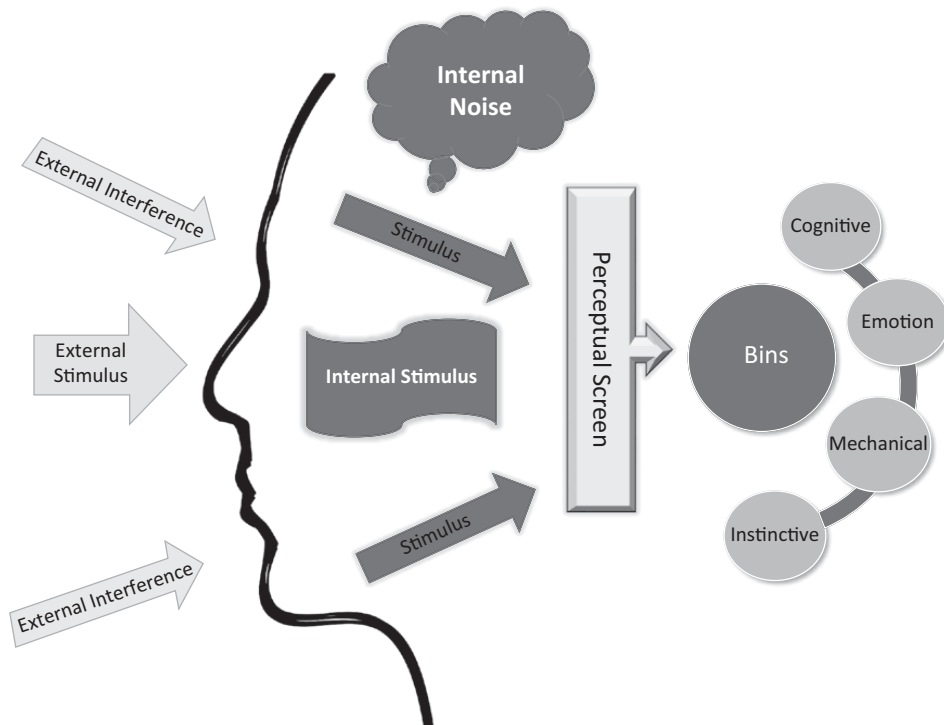 Internal
Noise
External Interference
Stimulus
External
Stimulus
Internal Stimulus
Perceptual Screen
Bins
Cognitive
Emotion
Mechanical
Instinctive
Stimulus
External Interference